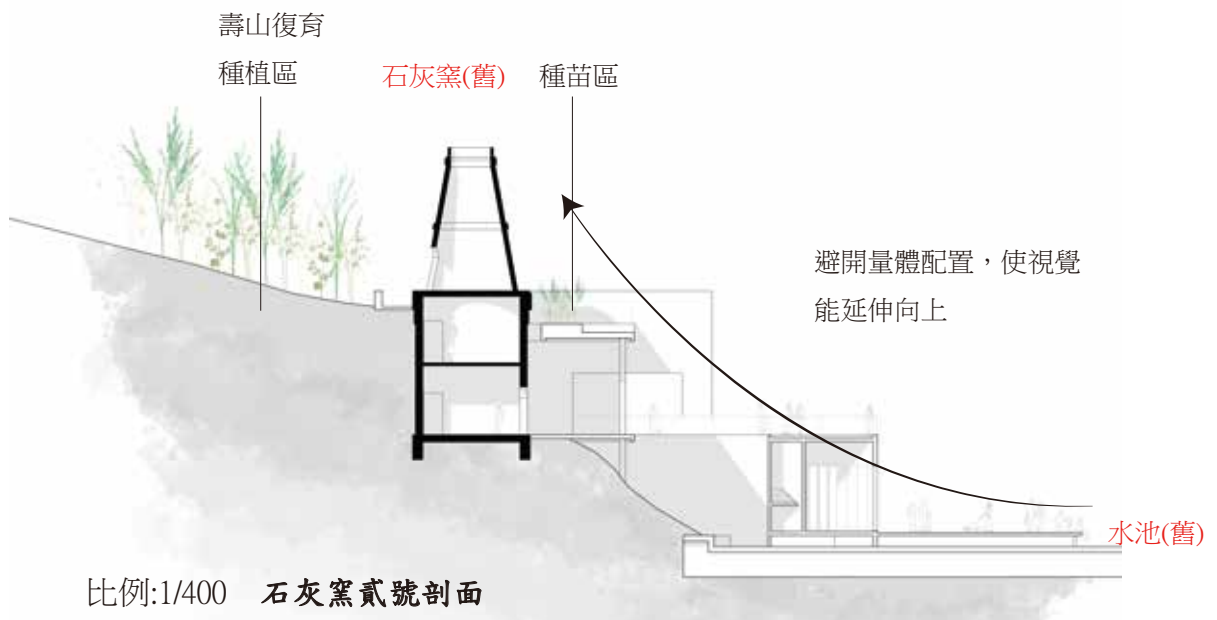 壽山復育
種植區
石灰窯(舊)
種苗區
避開量體配置，使視覺
能延伸向上
水池(舊)
比例:1/400 石灰窯貳號剖面